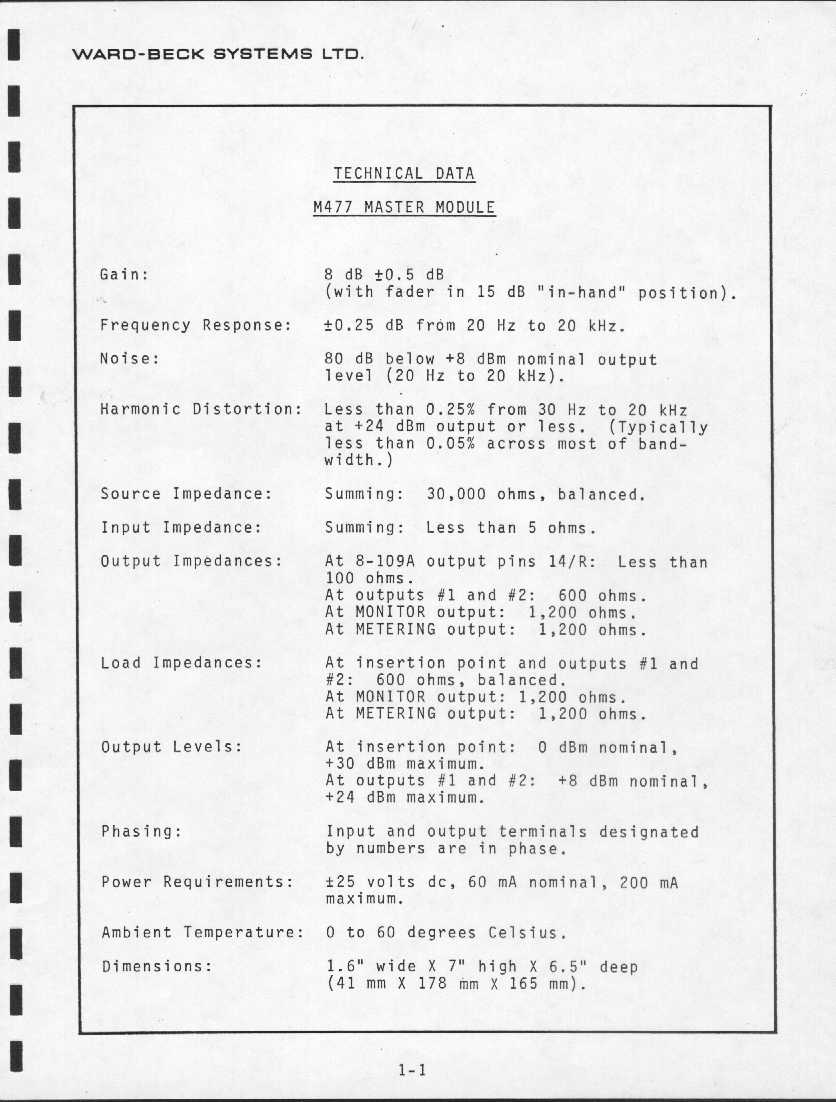 WARD-BECK SYSTEMS LTD.
TECHNICAL DATA
M477 MASTER MODULE
Gain: 8 dB ±0.5 dB
(with fader in 15 dB "in-hand" position).
Frequency Response: ±0.25 dB from 20 Hz to 20 kHz.
Noise: 80 dB below +8 dBm nominal output
level (20 Hz to 20 kHz).
Harmonic Distortion: Less than 0.25% from 30 Hz to 20 kHz
at +24 dBm output or less. (Typically
less than 0.05% across most of band-
width.)
Source Impedance: Summing: 30,000 ohms, balanced.
Input Impedance: Summing: Less than 5 ohms.
Output Impedances: At 8-109A output pins 14/R: Less than
100 ohms.
At outputs #1 and #2: 600 ohms.
At MONITOR output: 1,200 ohms.
At METERING output: 1,200 ohms.
Load Impedances: At insertion point and outputs #1 and
#2: 600 ohms, balanced.
At MONITOR output: 1,200 ohms.
At METERING output: 1,200 ohms.
Output Levels: At insertion point: 0 dBm nominal,
+30 dBm maximum.
At outputs #1 and #2: +8 dBm nominal,
+24 dBm maximum.
Phasing: Input and output terminals designated
by numbers are in phase.
Power Requirements: ±25 volts dc, 60 mA nominal, 200 mA
maximum.
Ambient Temperature: 0 to 60 degrees Celsius.
Dimensions: 1.6" wide X 7" high X 6.5" deep
(41 mm X 178 mm X 165 mm).
1-1